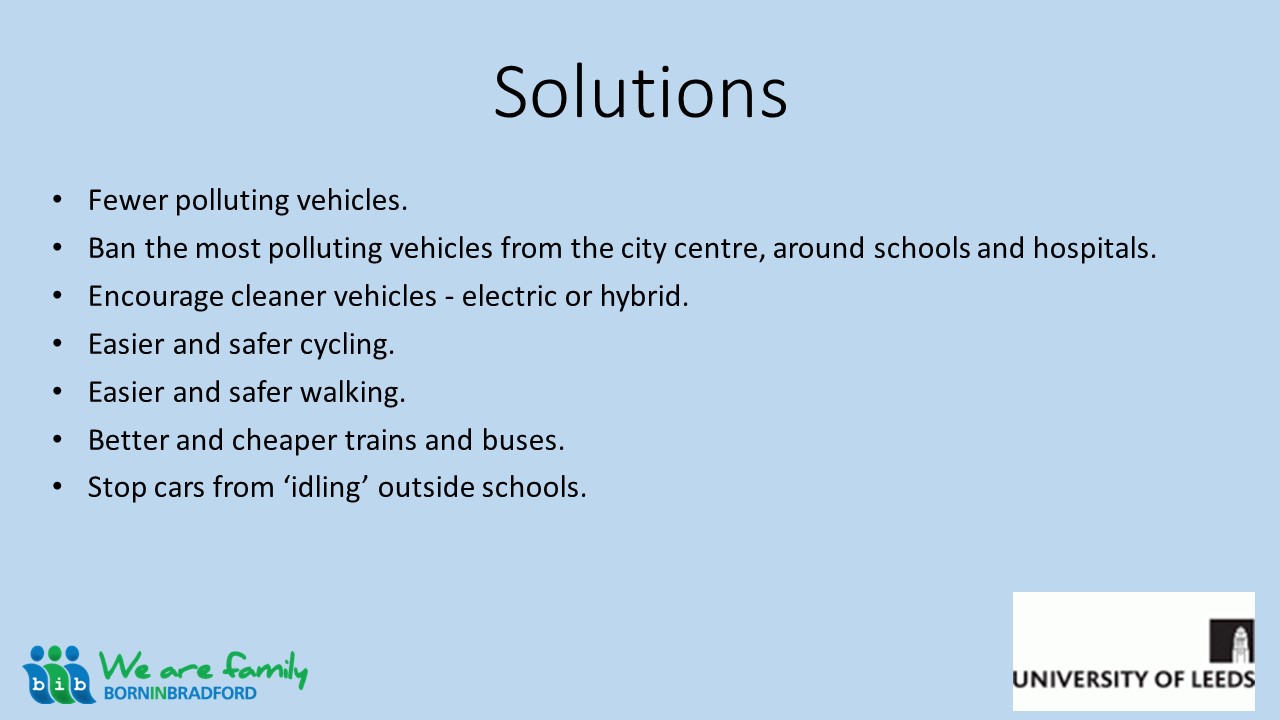 Solutions
• Fewer polluting vehicles.
• Ban the most polluting vehicles from the city centre, around schools and hospitals.
• Encourage cleaner vehicles - electric or hybrid.
• Easier and safer cycling.
• Easier and safer walking.
• Better and cheaper trains and buses.
• Stop cars from ‘idling’ outside schools.
bib We are family
BORNINBRADFORD
UNIVERSITY OF LEEDS